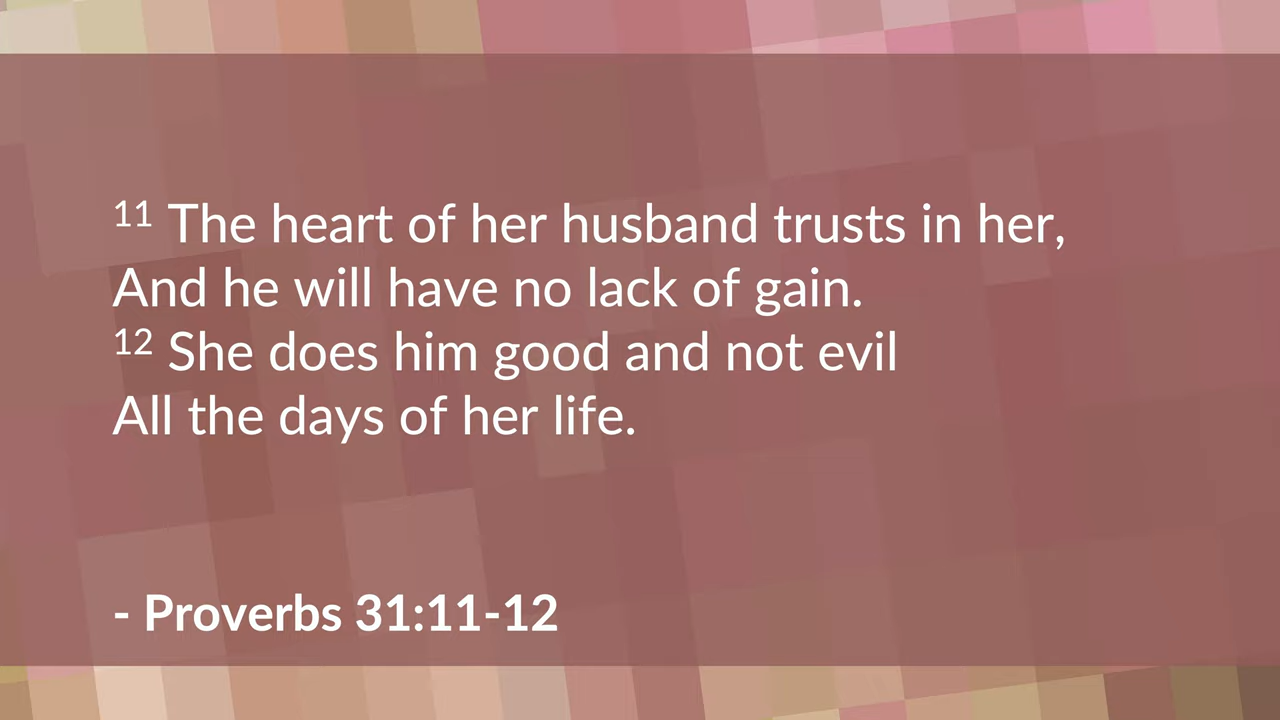 11 The heart of her husband trusts in her,
And he will have no lack of gain.
12 She does him good and not evil
All the days of her life.
- Proverbs 31:11-12